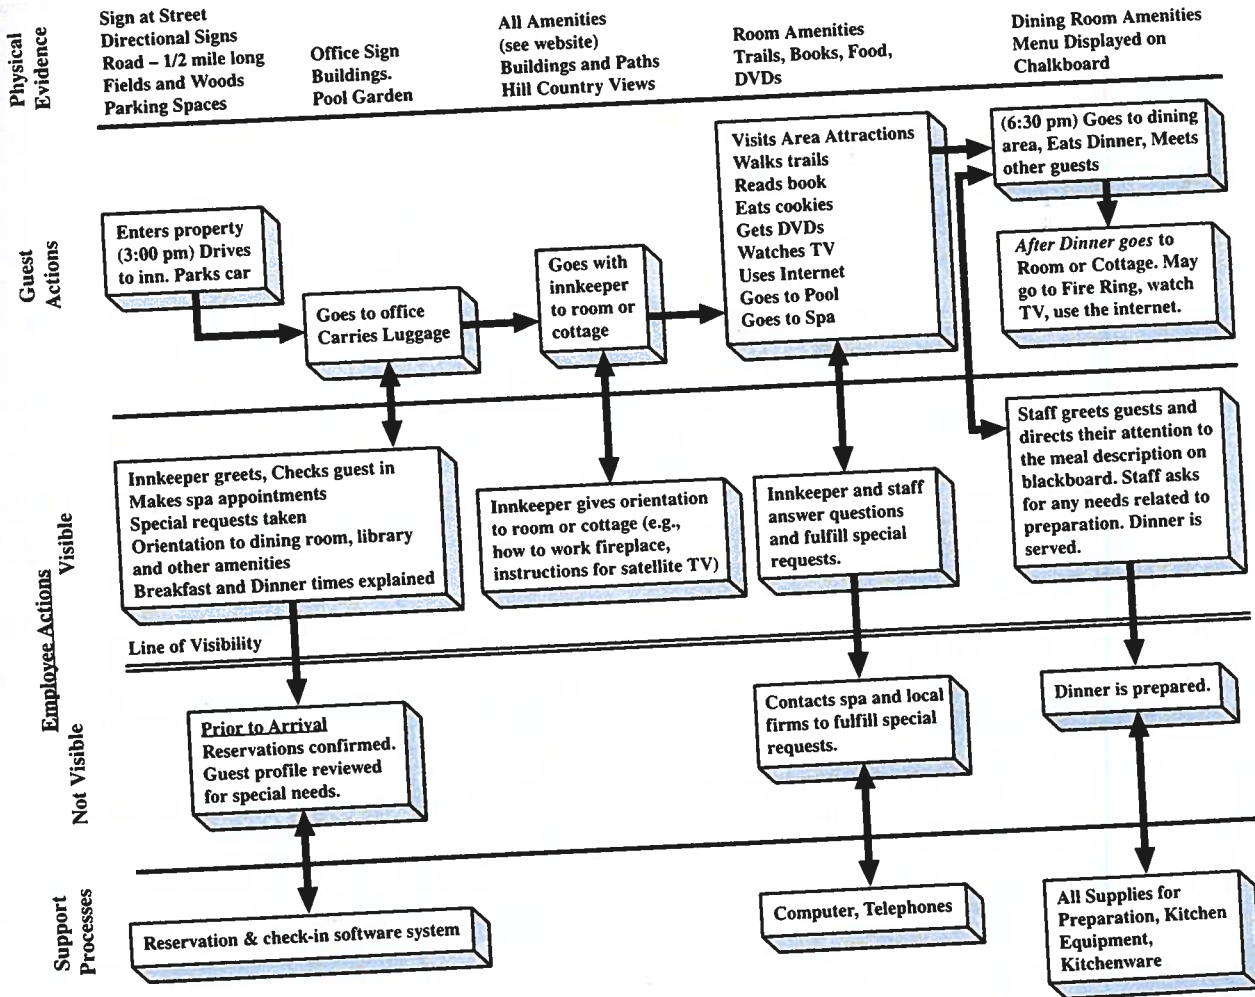 Physical
Evidence
Sign at Street
Directional Signs
Road – 1/2 mile long
Fields and Woods
Parking Spaces
Office Sign
Buildings.
Pool Garden
All Amenities
(see website)
Buildings and Paths
Hill Country Views
Room Amenities
Trails, Books, Food,
DVDs
Dining Room Amenities
Menu Displayed on
Chalkboard
Guest
Actions
Enters property
(3:00 pm) Drives
to inn. Parks car
Goes to office
Carries Luggage
Goes with
innkeeper
to room or
cottage
Visits Area Attractions
Walks trails
Reads book
Eats cookies
Gets DVDs
Watches TV
Uses Internet
Goes to Pool
Goes to Spa
(6:30 pm) Goes to dining
area, Eats Dinner, Meets
other guests
After Dinner goes to
Room or Cottage. May
go to Fire Ring, watch
TV, use the internet.
Employee Actions
Visible
Innkeeper greets, Checks guest in
Makes spa appointments
Special requests taken
Orientation to dining room, library
and other amenities
Breakfast and Dinner times explained
Innkeeper gives orientation
to room or cottage (e.g.,
how to work fireplace,
instructions for satellite TV)
Innkeeper and staff
answer questions
and fulfill special
requests.
Staff greets guests and
directs their attention to
the meal description on
blackboard. Staff asks
for any needs related to
preparation. Dinner is
served.
Line of Visibility
Not Visible
Prior to Arrival
Reservations confirmed.
Guest profile reviewed
for special needs.
Contacts spa and local
firms to fulfill special
requests.
Dinner is prepared.
Support
Processes
Reservation & check-in software system
Computer, Telephones
All Supplies for
Preparation, Kitchen
Equipment,
Kitchenware